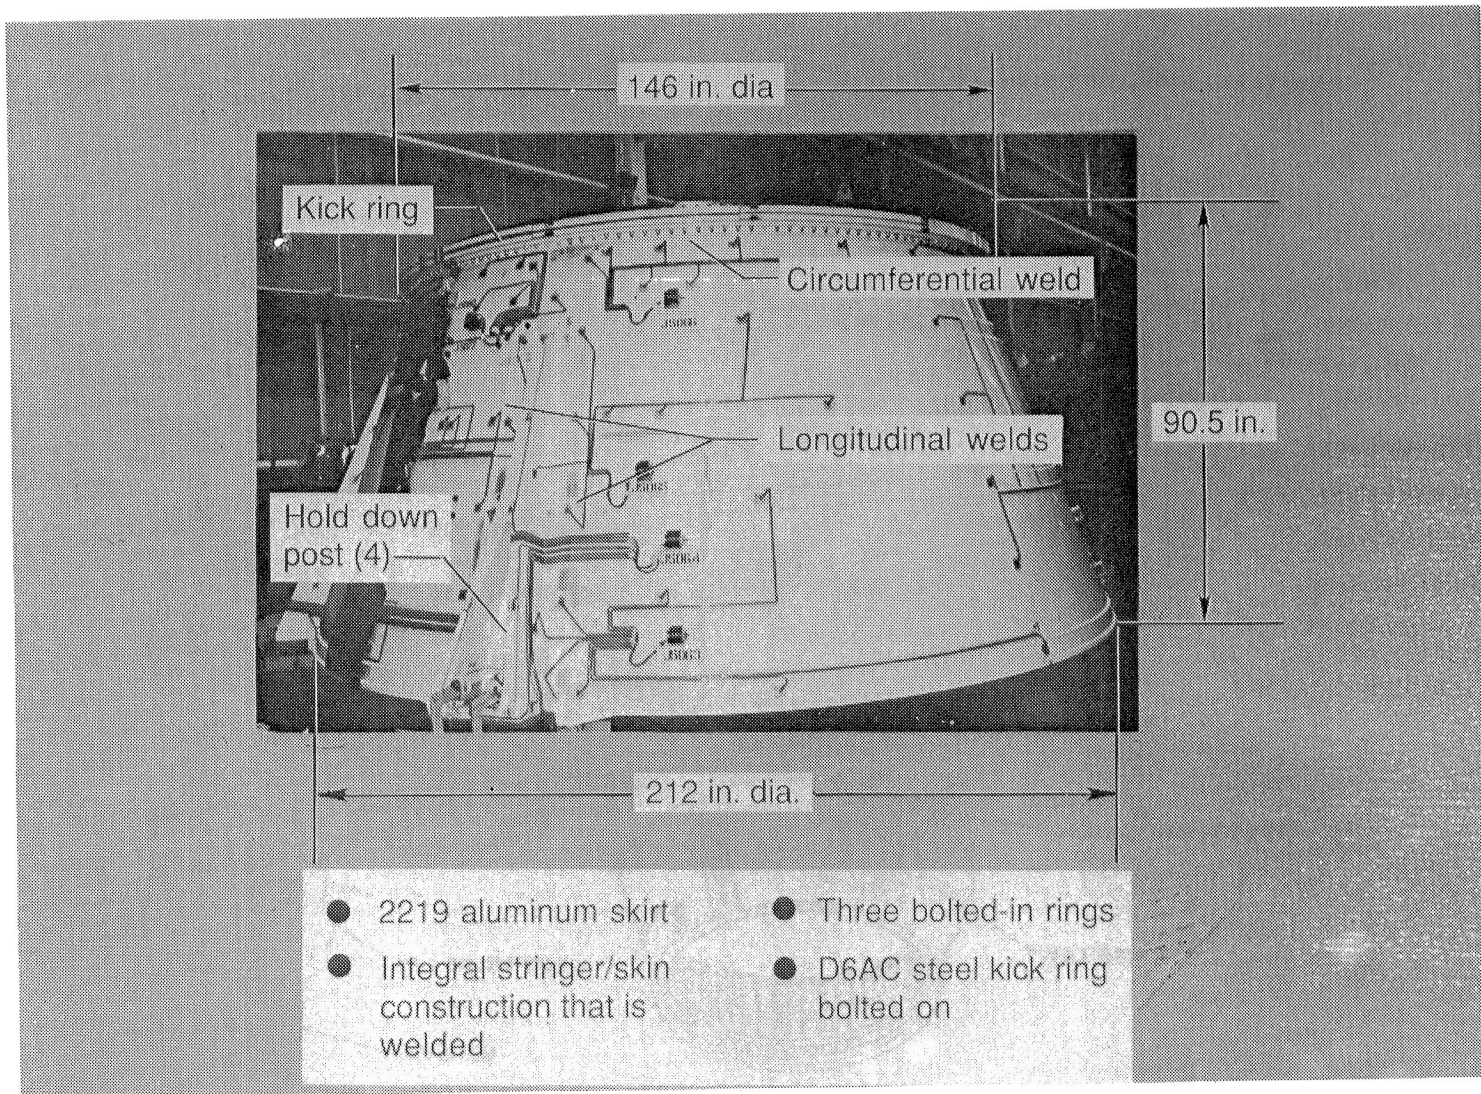 146 in. dia
Kick ring
Circumferential weld
Longitudinal welds
90.5 in.
Hold down
post (4)
212 in. dia.
2219 aluminum skirt
Integral stringer/skin
construction that is
welded
Three bolted-in rings
D6AC steel kick ring
bolted on